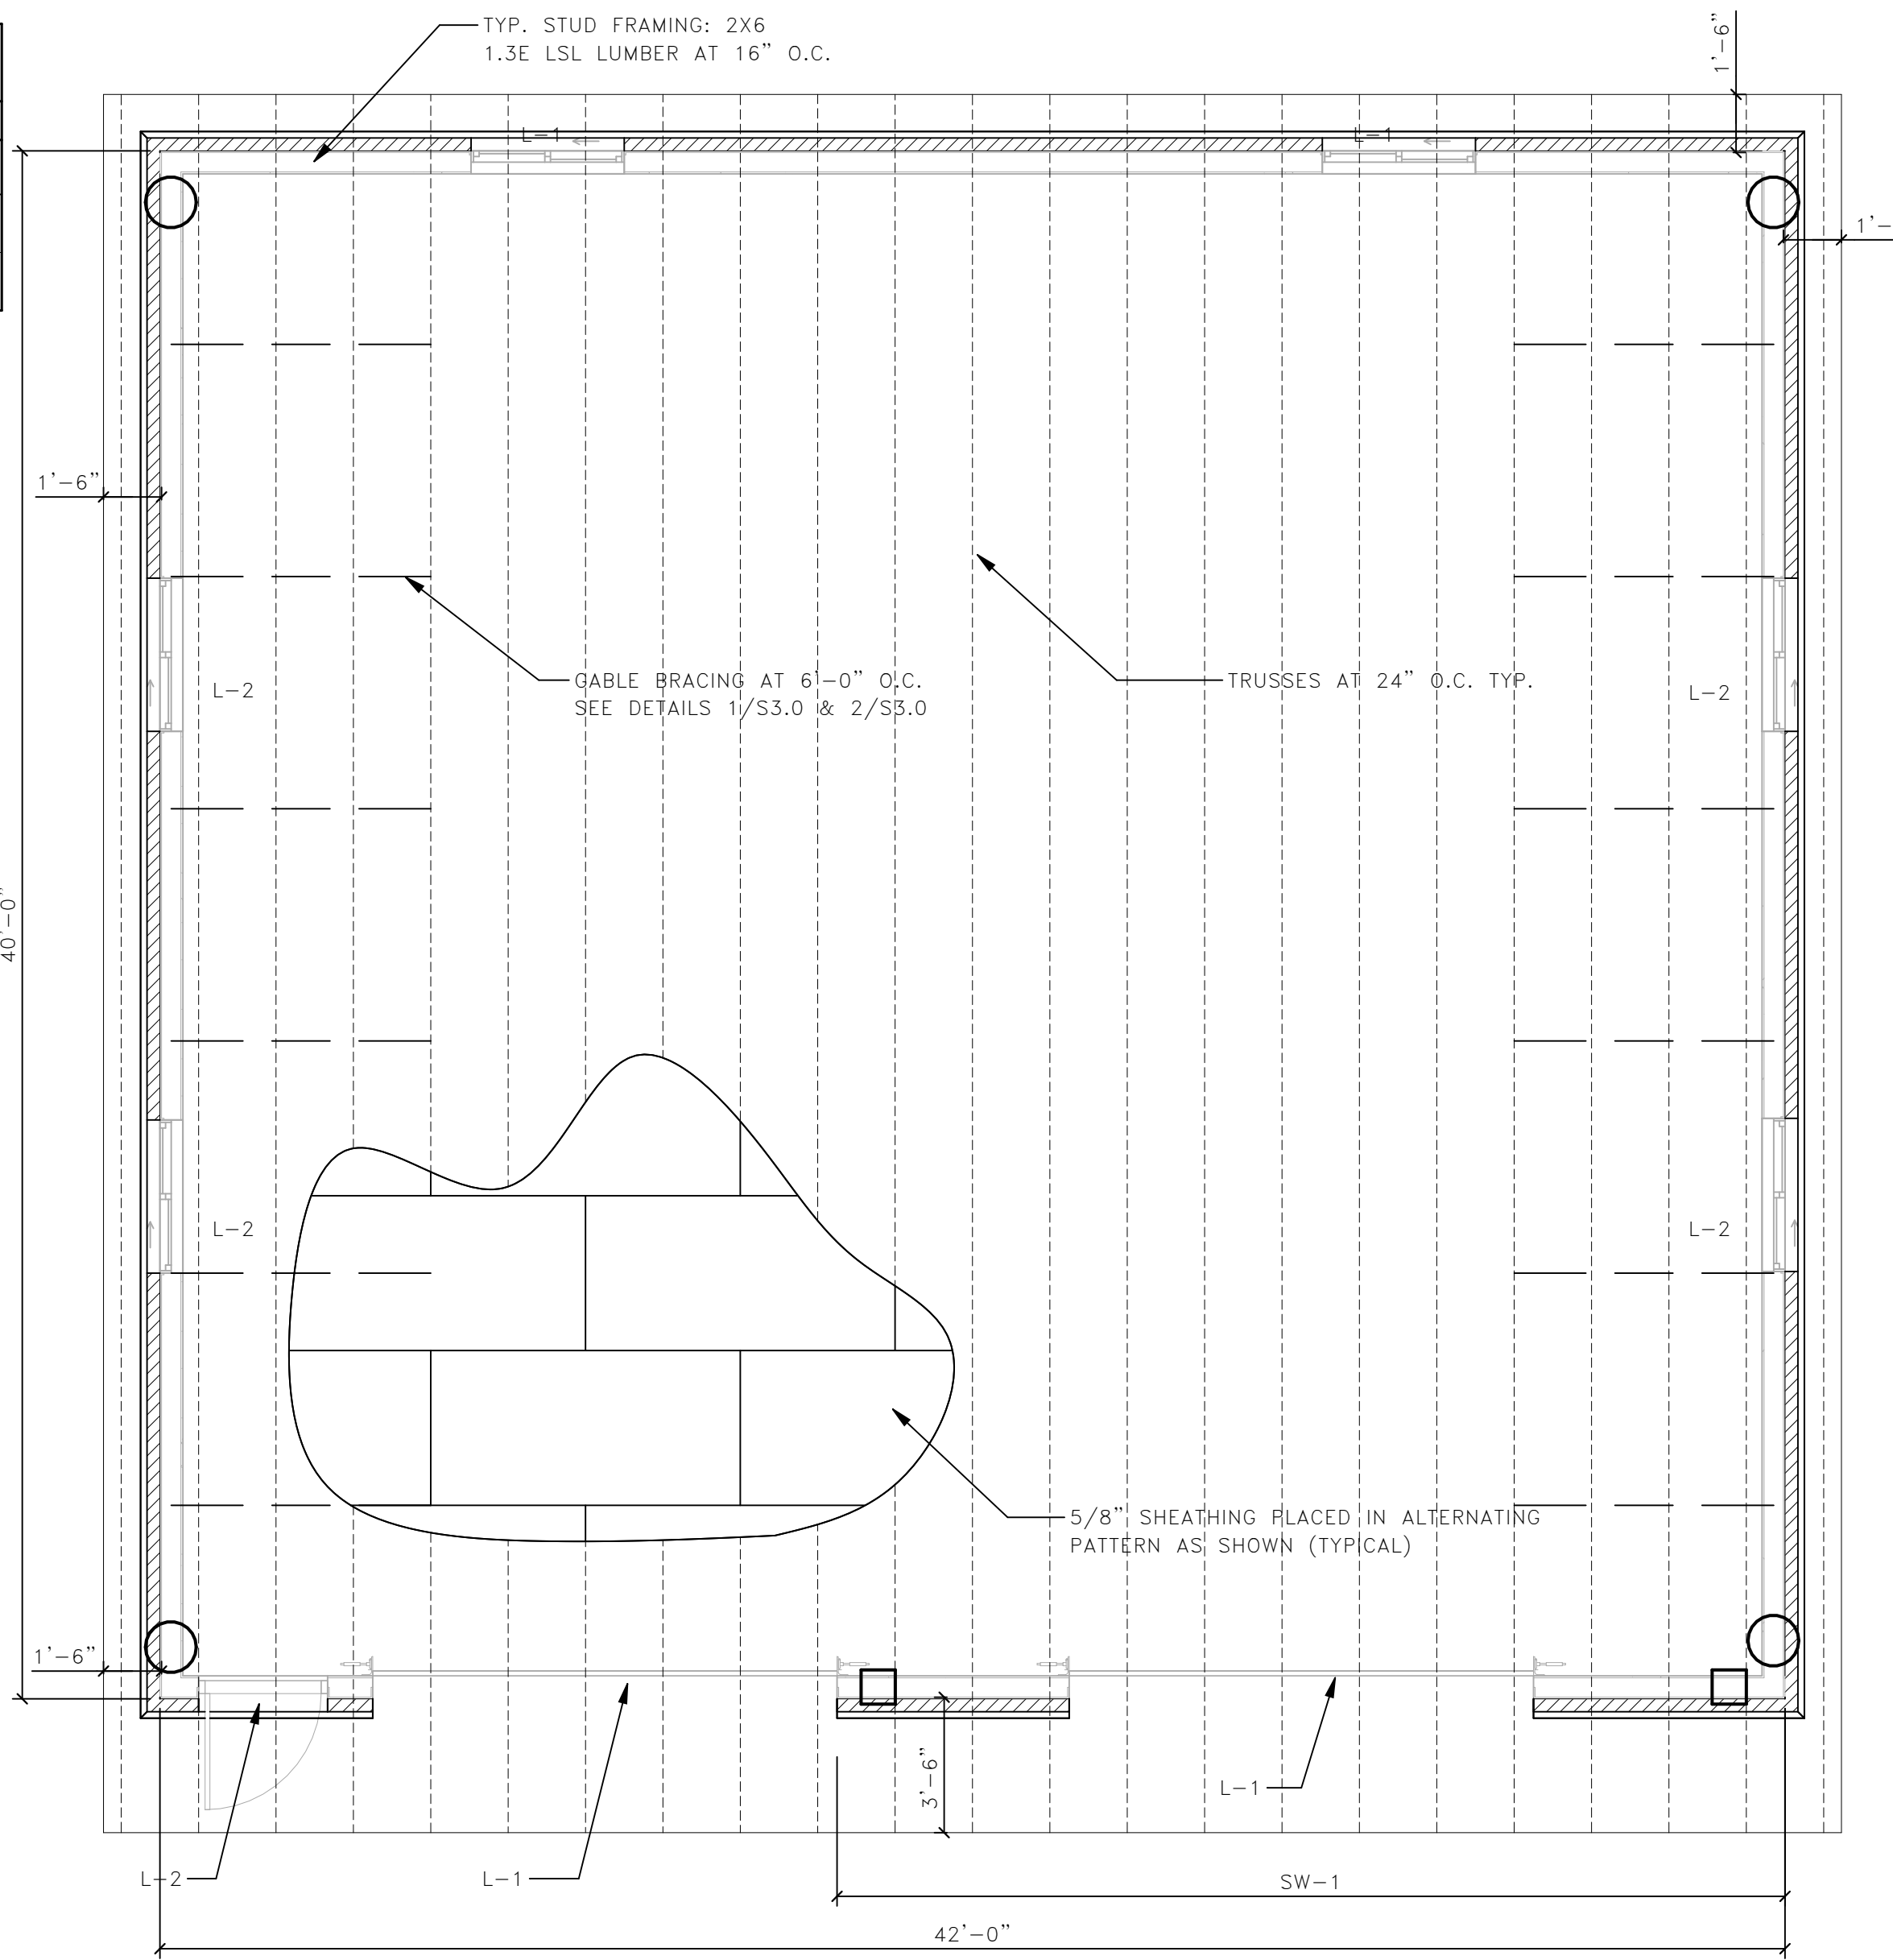 TYP. STUD FRAMING: 2X6
1.3E LSL LUMBER AT 16" O.C.
1'-6"
L-1
L-1
1'-
1'-6"
GABLE BRACING AT 6'-0" O.C.
SEE DETAILS 1/S3.0 & 2/S3.0
TRUSSES AT 24" O.C. TYP.
L-2
L-2
40'-0"
L-2
L-2
5/8" SHEATHING PLACED IN ALTERNATING
PATTERN AS SHOWN (TYPICAL)
1'-6"
3'-6"
L-1
L-2
L-1
SW-1
42'-0"